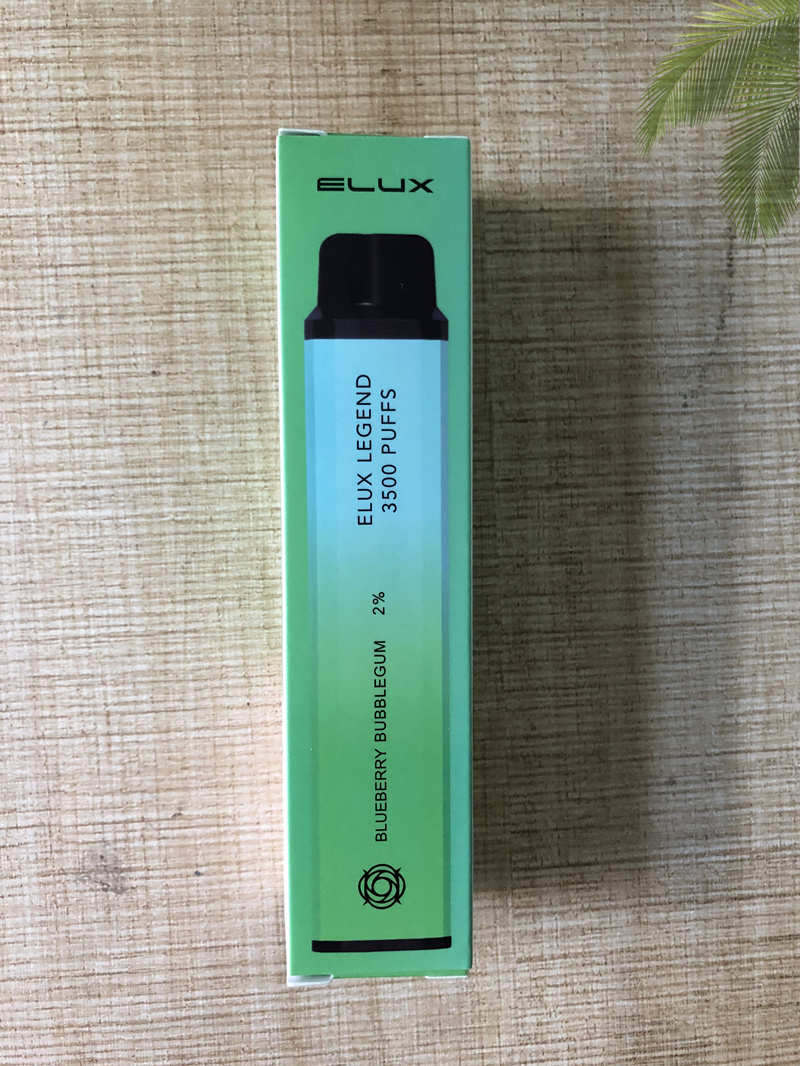 ELUX
ELUX LEGEND
3500 PUFFS
BLUEBERRY BUBBLEGUM 2%